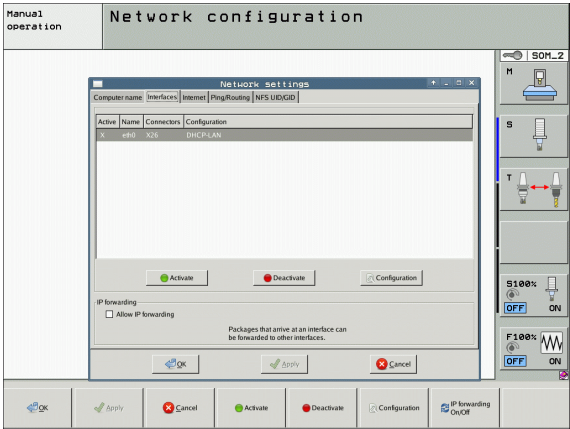 Manual
operation
Network configuration
SOM_2
M
Network settings
Computer name Interfaces Internet Ping/Routing NFS UID/GID
Active Name Connectors Configuration
X eth0 X26 DHCP-LAN
S
T
Activate Deactivate Configuration
S100%
OFF ON
IP forwarding
Allow IP forwarding
Packages that arrive at an interface can
be forwarded to other interfaces.
F100%
OFF ON
OK Apply Cancel
OK Apply Cancel Activate Deactivate Configuration IP forwarding
On/Off